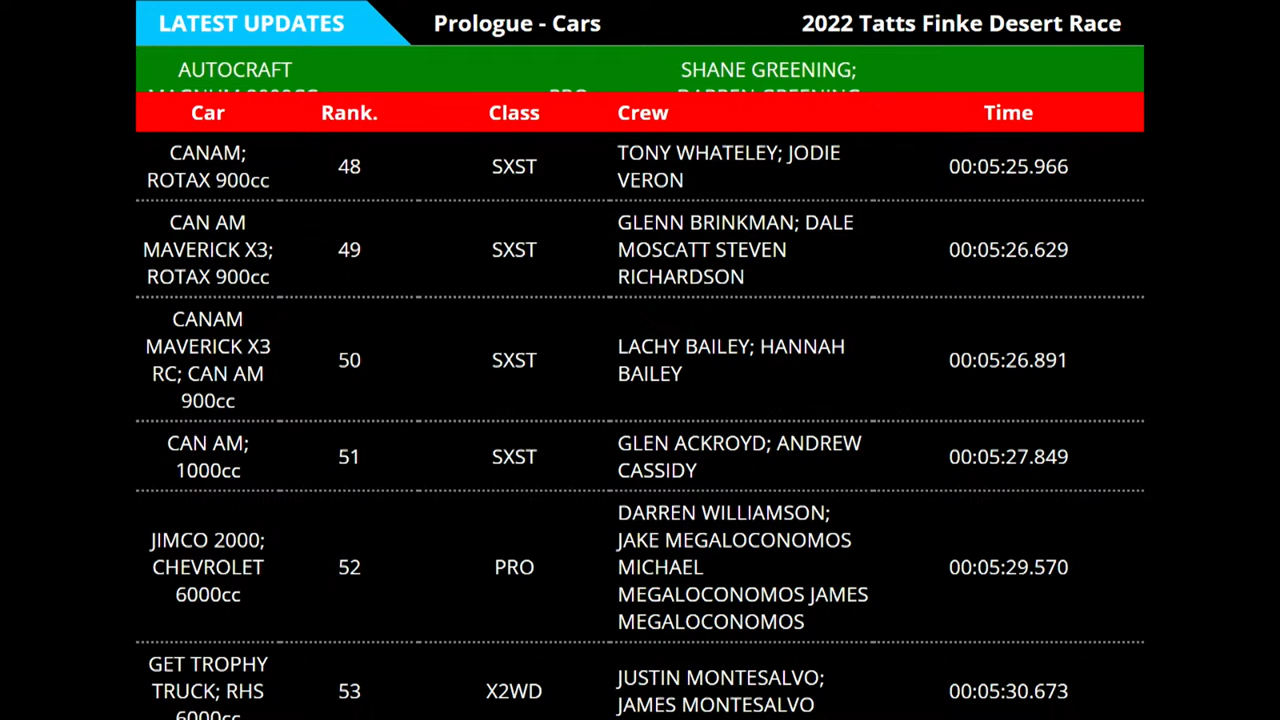 LATEST UPDATES Prologue - Cars 2022 Tatts Finke Desert Race
AUTOCRAFT SHANE GREENING;
PRO DARREN GREENING
Car Rank. Class Crew Time
CANAM;
ROTAX 900cc
48
SXST
TONY WHATELEY; JODIE
VERON
00:05:25.966
CAN AM
MAVERICK X3;
ROTAX 900cc
49
SXST
GLENN BRINKMAN; DALE
MOSCATT STEVEN
RICHARDSON
00:05:26.629
CANAM
MAVERICK X3
RC; CAN AM
900cc
50
SXST
LACHY BAILEY; HANNAH
BAILEY
00:05:26.891
CAN AM;
1000cc
51
SXST
GLEN ACKROYD; ANDREW
CASSIDY
00:05:27.849
JIMCO 2000;
CHEVROLET
6000cc
52
PRO
DARREN WILLIAMSON;
JAKE MEGALOCONOMOS
MICHAEL
MEGALOCONOMOS JAMES
MEGALOCONOMOS
00:05:29.570
GET TROPHY
TRUCK; RHS
6000cc
53
X2WD
JUSTIN MONTESALVO;
JAMES MONTESALVO
00:05:30.673